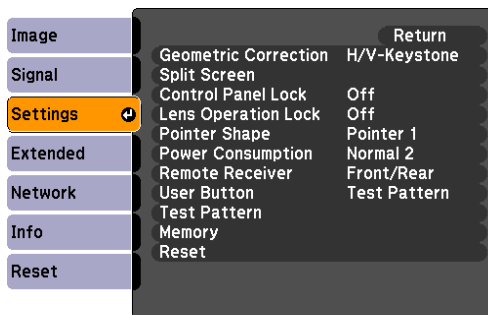 Image
Signal
Settings
Extended
Network
Info
Reset
Return
Geometric Correction H/V-Keystone
Split Screen
Control Panel Lock Off
Lens Operation Lock Off
Pointer Shape Pointer 1
Power Consumption Normal 2
Remote Receiver Front/Rear
User Button Test Pattern
Test Pattern
Memory
Reset